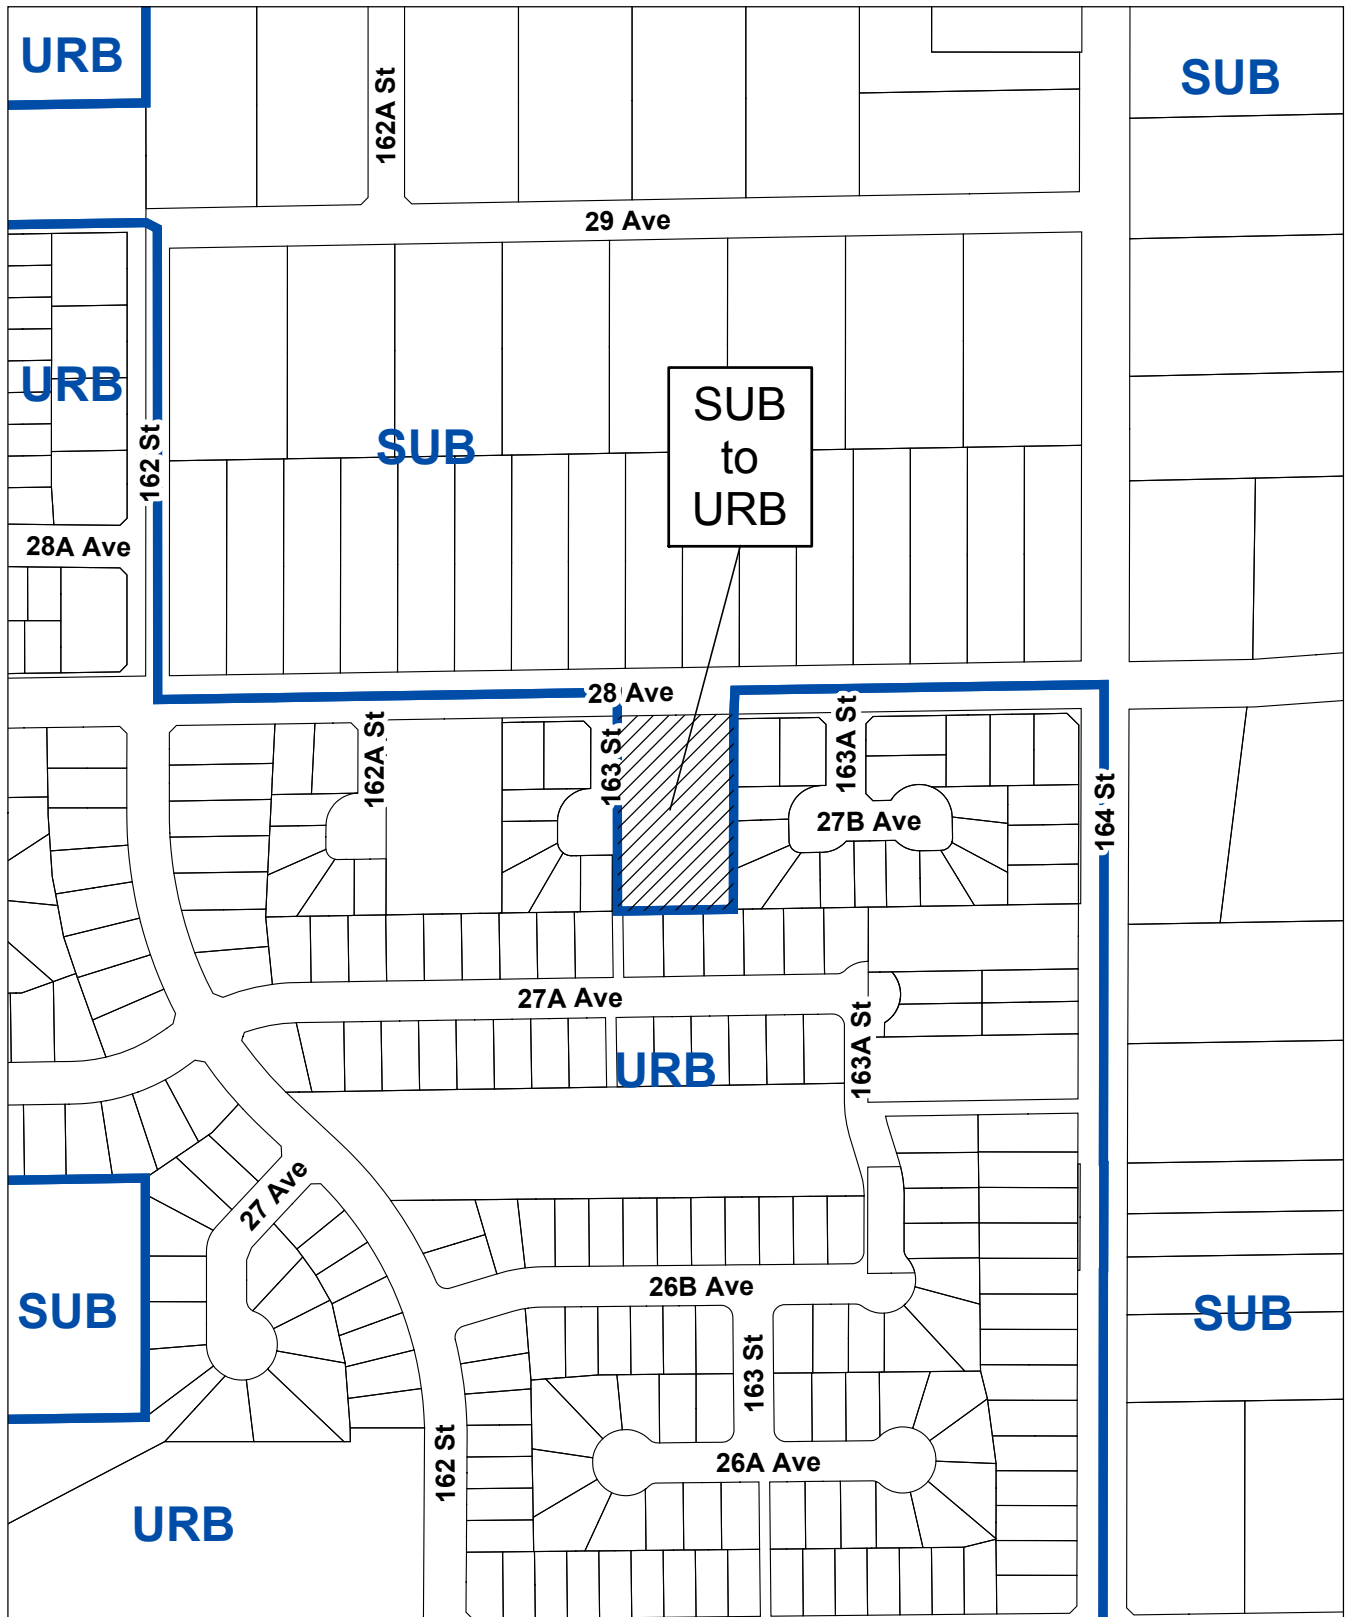 URB
162A St
SUB
29 Ave
URB
162 St
SUB
SUB
to
URB
28A Ave
28 Ave
162A St
163 St
163A St
27B Ave
164 St
27A Ave
163A St
URB
27 Ave
26B Ave
SUB
SUB
163 St
162 St
26A Ave
URB